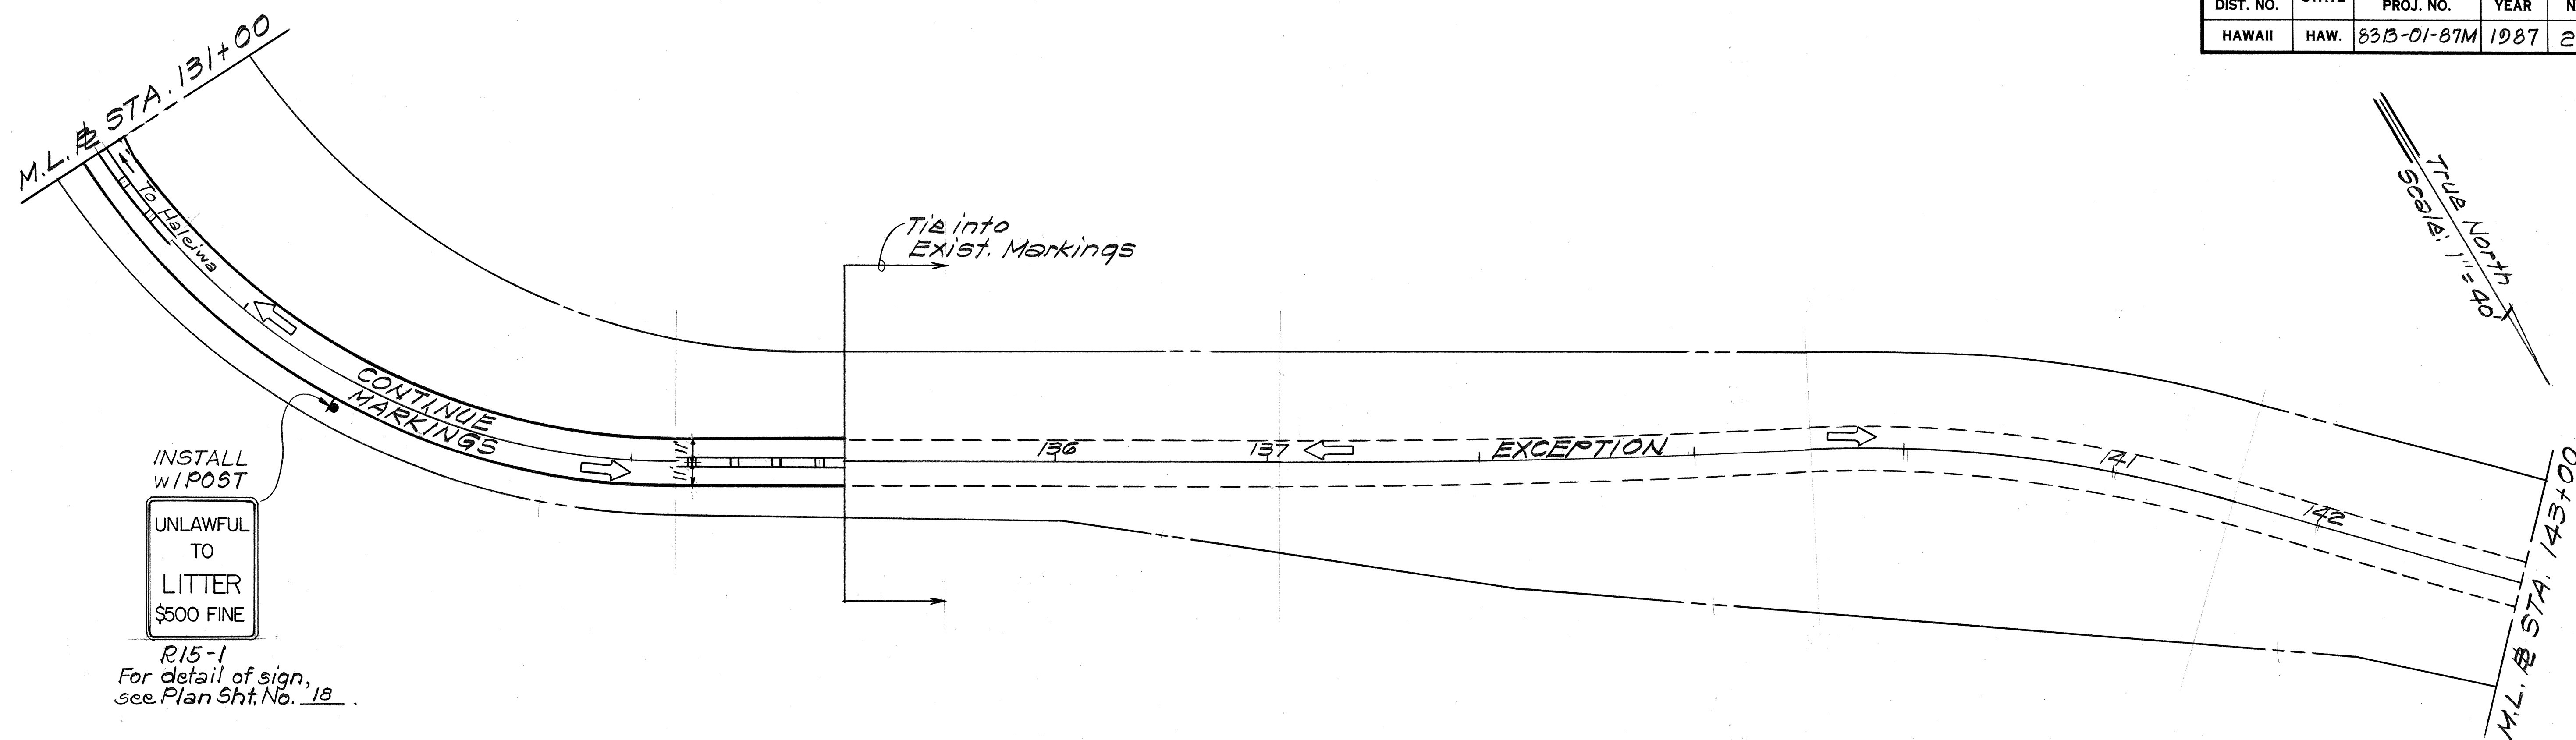 DIST. NO. STATE PROJ. NO. YEAR
HAWAII HAW. 83B-01-87M 1987 2
M.L. ⅊ STA. 131+00
To Haleiwa
Tie into
Exist. Markings
True North
Scale: 1"=40'
CONTINUE
MARKINGS
136 137 EXCEPTION 141 142
INSTALL
w/POST
UNLAWFUL
TO
LITTER
$500 FINE
R15-1
For detail of sign,
see Plan Sht. No. 18.
M.L. ⅊ STA. 143+00